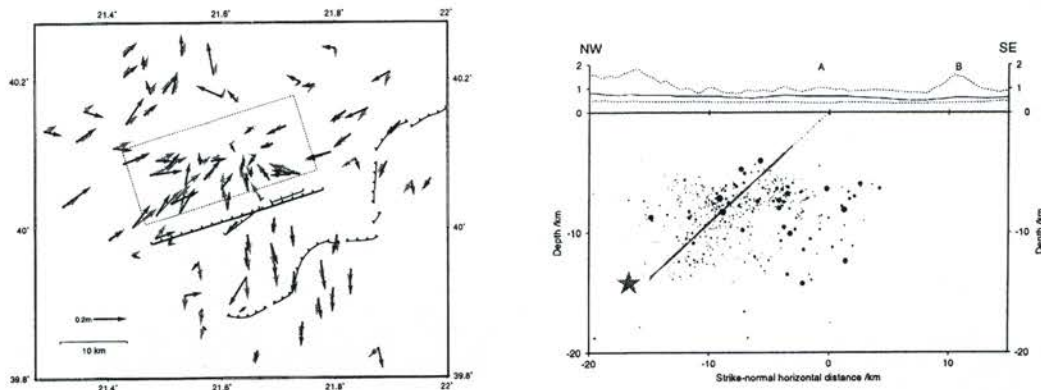 21.4° 21.6° 21.8° 22°
40.2° 40.2°
40° 40°
0.2m
10 km
39.8° 39.8°
21.4° 21.6° 21.8° 22°
NW SE
A B
2 2
1 1
0 0
Depth /km Depth /km
-10 -10
-20 -20
-20 -10 0 10
Strike-normal horizontal distance /km